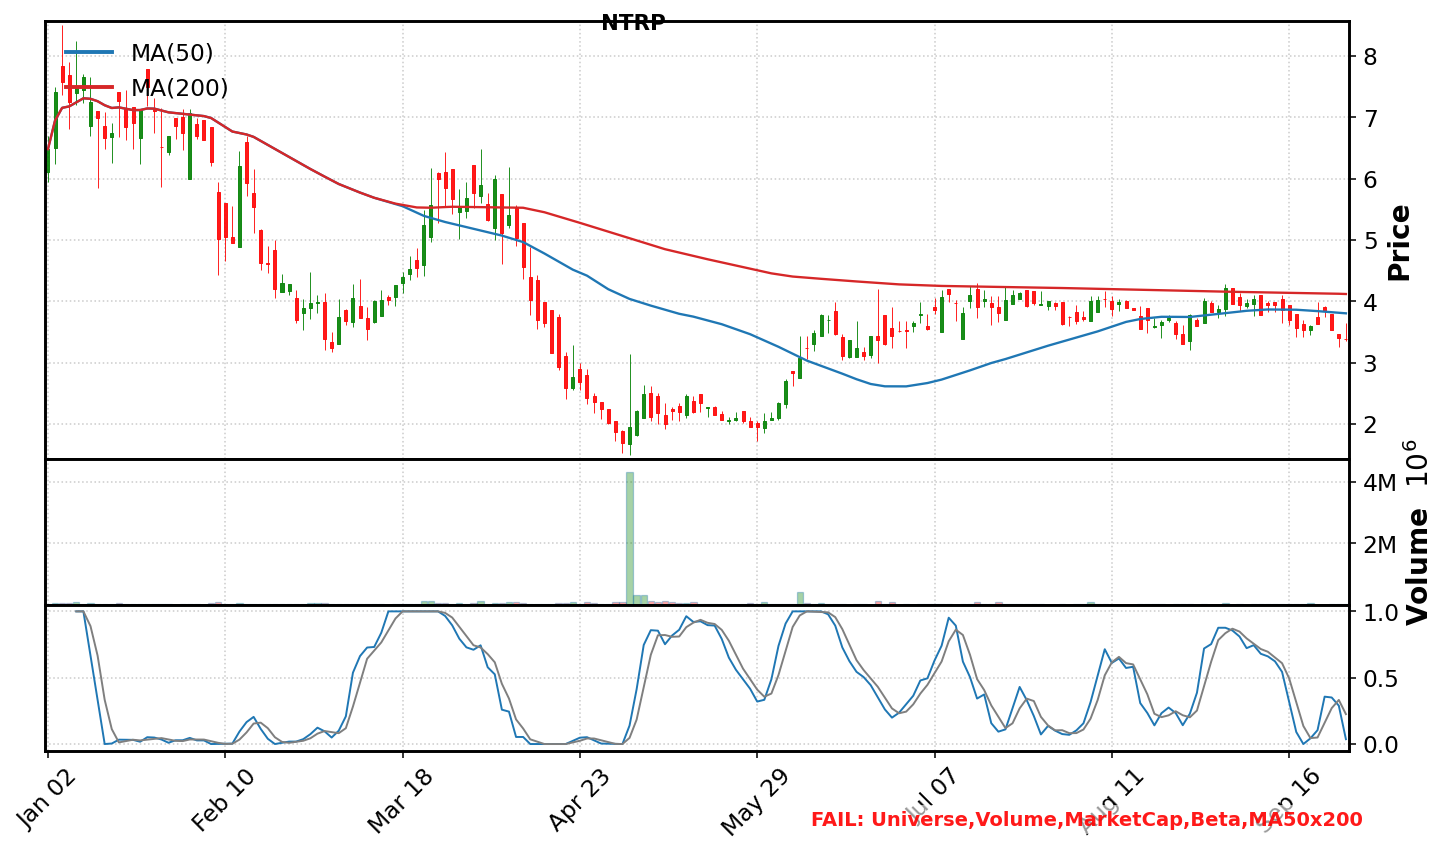 NTRP
MA(50)
MA(200)
8
7
6
5
4
3
2
Price
4M
2M
Volume 10^6
1.0
0.5
0.0
Jan 02
Feb 10
Mar 18
Apr 23
May 29
Jul 07
Aug 11
Sep 16
FAIL: Universe,Volume,MarketCap,Beta,MA50x200